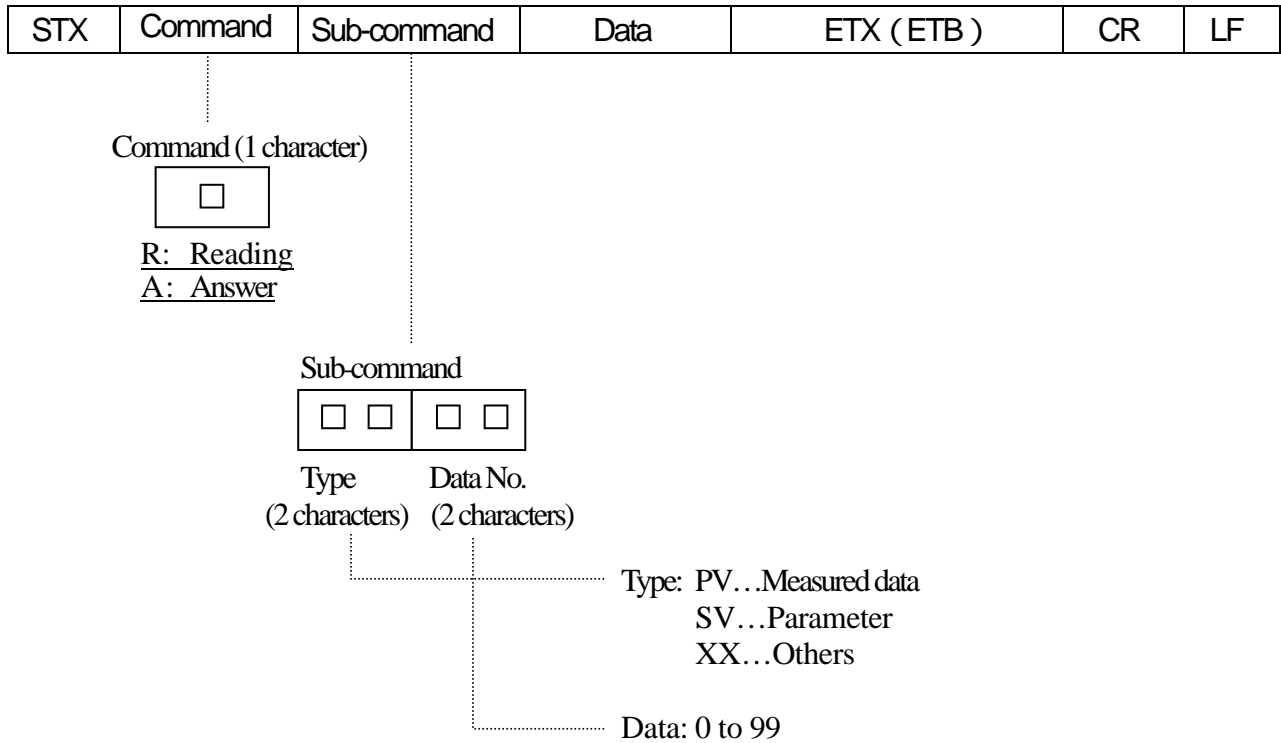 STX Command Sub-command Data ETX ( ETB ) CR LF
Command (1 character)
□
R: Reading
A: Answer
Sub-command
□ □ □ □
Type Data No.
(2 characters) (2 characters)
Type: PV…Measured data
SV…Parameter
XX…Others
Data: 0 to 99